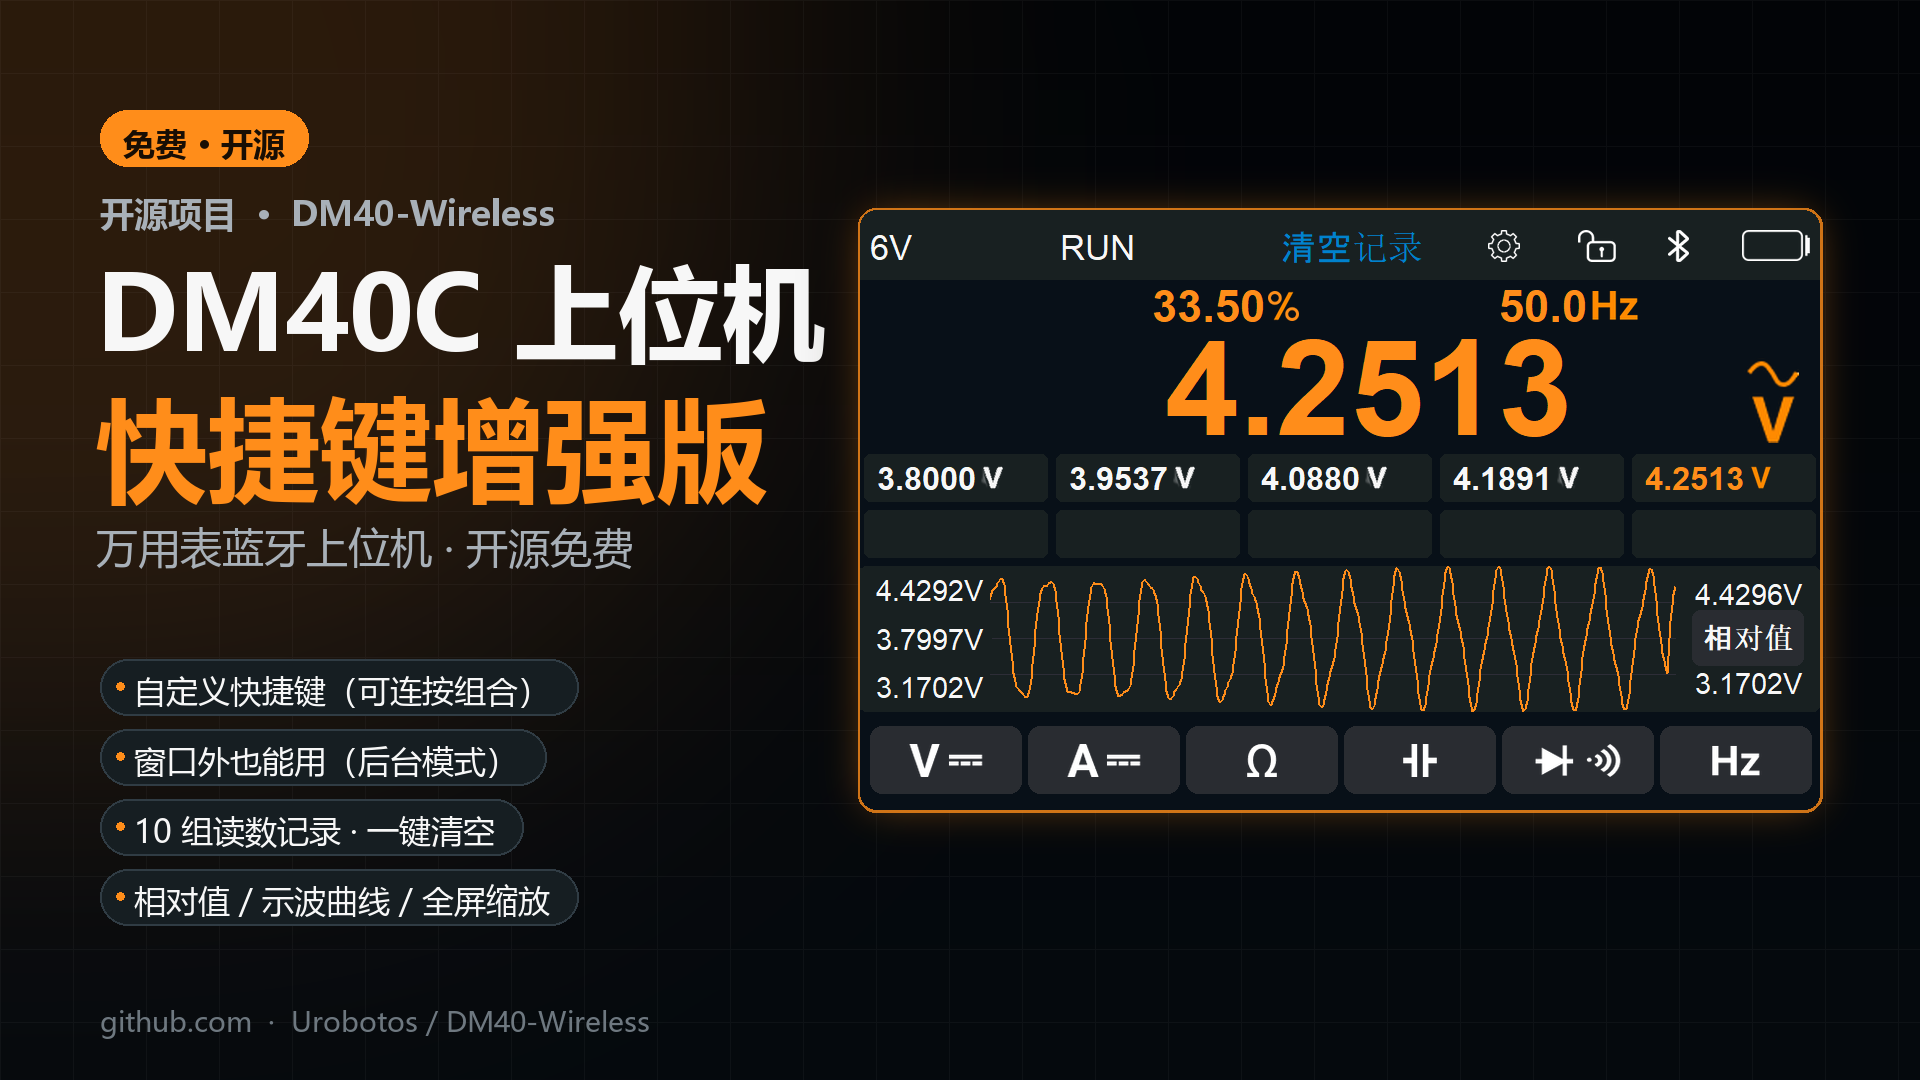 免费 • 开源
开源项目 • DM40-Wireless
DM40C 上位机
快捷键增强版
万用表蓝牙上位机 · 开源免费
自定义快捷键（可连按组合）
窗口外也能用（后台模式）
10 组读数记录 · 一键清空
相对值 / 示波曲线 / 全屏缩放
github.com · Urobotos / DM40-Wireless
6V RUN 清空记录
33.50% 50.0Hz
4.2513 V
3.8000 V 3.9537 V 4.0880 V 4.1891 V 4.2513 V
4.4292V 4.4296V
3.7997V 相对值
3.1702V 3.1702V
V A Ω Hz